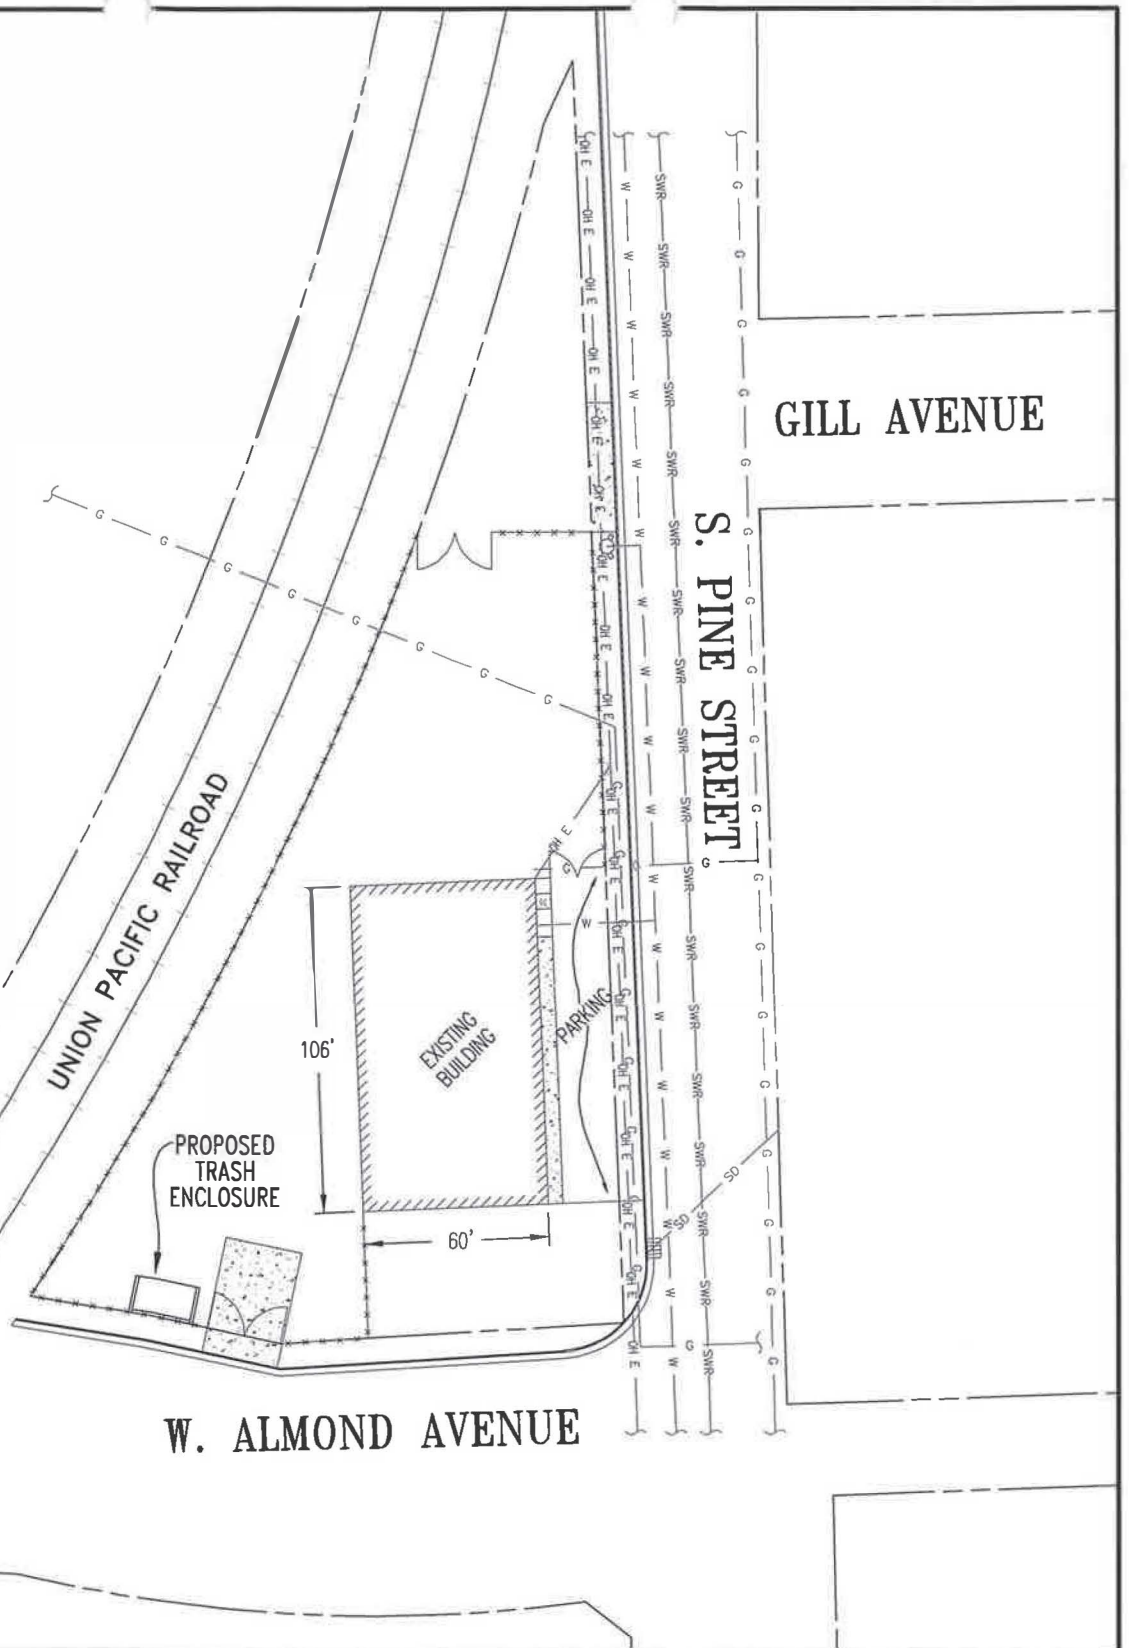 GILL AVENUE
S. PINE STREET
UNION PACIFIC RAILROAD
106'
EXISTING
BUILDING
PARKING
PROPOSED
TRASH
ENCLOSURE
60'
W. ALMOND AVENUE
OH E
W
SWR
G
SD
SD